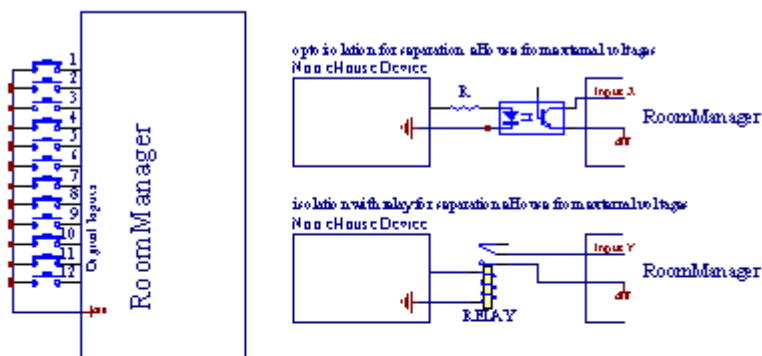 1
2
3
4
5
6
7
8
9
10
11
12
Digital Inputs
RoomManager
opto isolation for separation eHouse from external voltages
Non eHouse Device
R
Input X
RoomManager
isolation with relay for separation eHouse from external voltages
Non eHouse Device
Input Y
RoomManager
RELAY